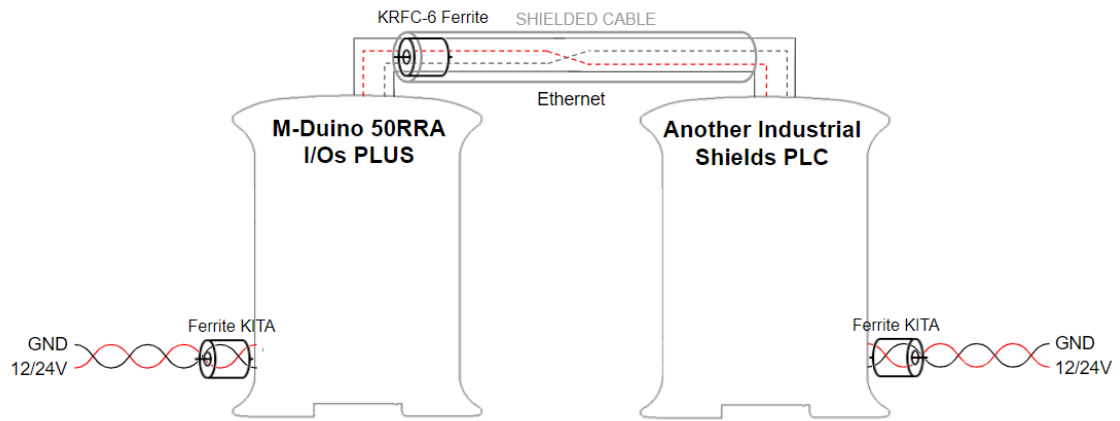 KRFC-6 Ferrite
SHIELDED CABLE
Ethernet
M-Duino 50RRA
I/Os PLUS
Another Industrial
Shields PLC
Ferrite KITA
GND
12/24V
Ferrite KITA
GND
12/24V